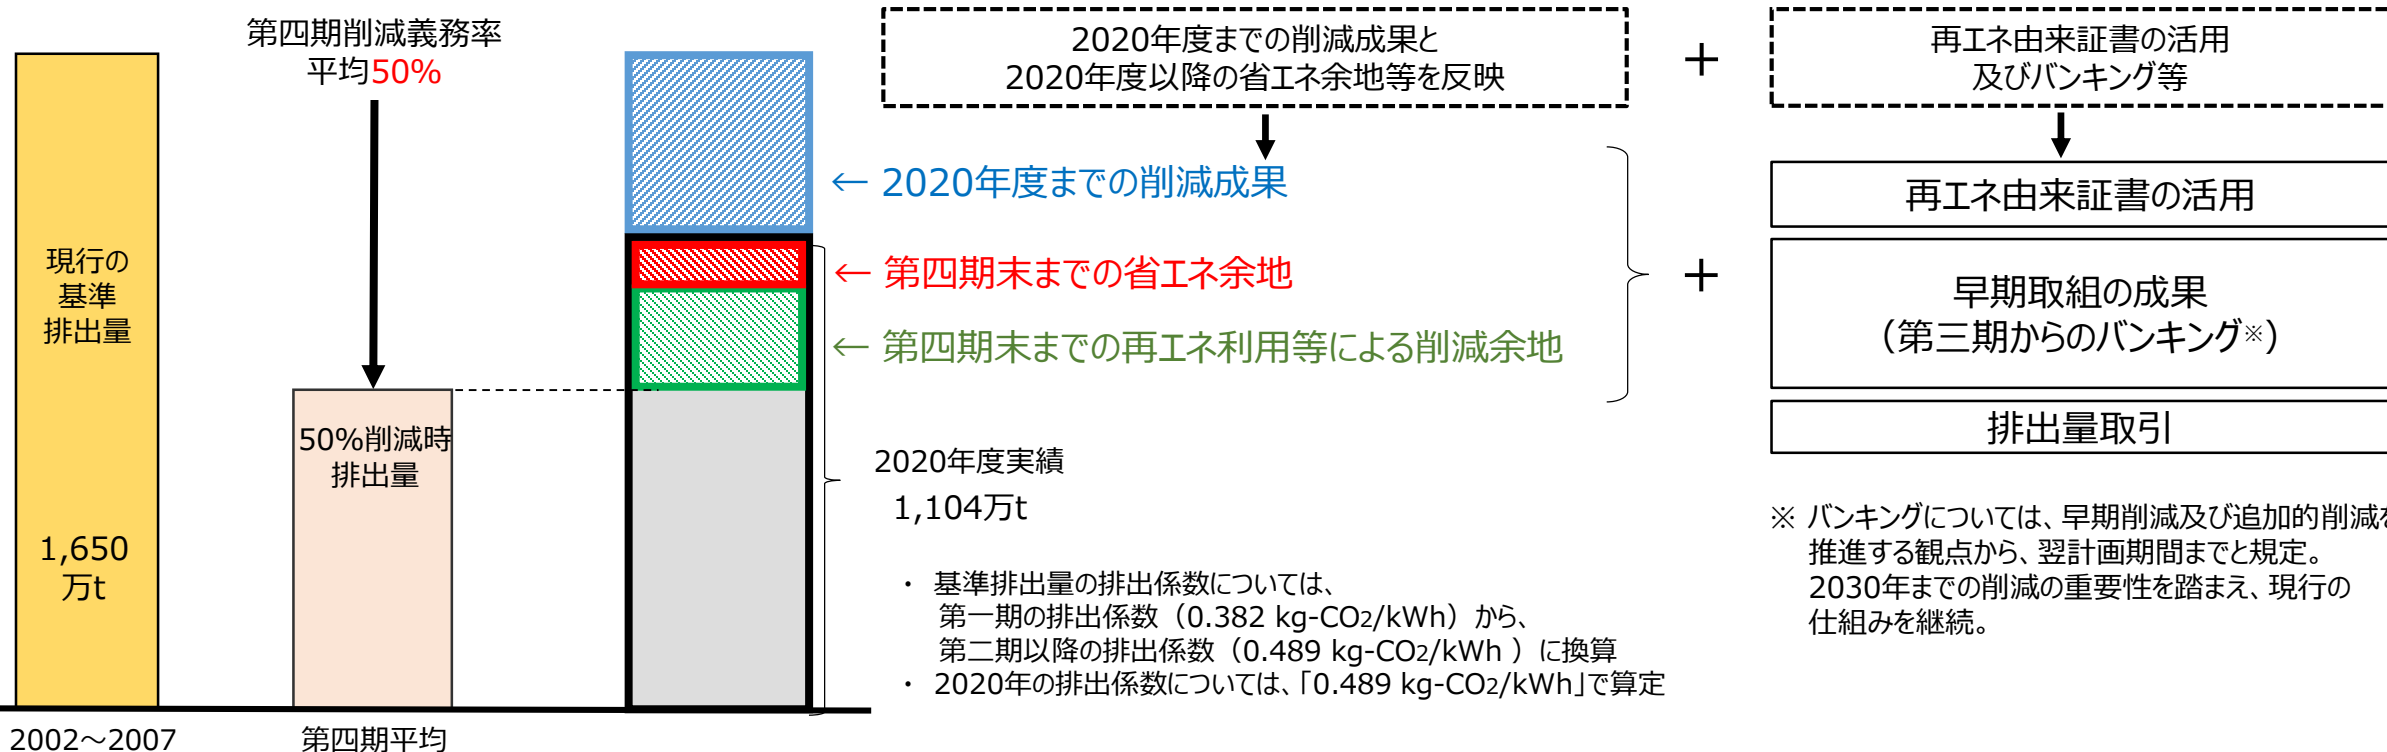 第四期削減義務率
平均50%
現行の
基準
排出量
1,650
万t
2002～2007
50%削減時
排出量
第四期平均
2020年度までの削減成果と
2020年度以降の省エネ余地等を反映
＋
再エネ由来証書の活用
及びバンキング等
← 2020年度までの削減成果
← 第四期末までの省エネ余地
← 第四期末までの再エネ利用等による削減余地
＋
再エネ由来証書の活用
早期取組の成果
（第三期からのバンキング※）
排出量取引
2020年度実績
1,104万t
・ 基準排出量の排出係数については、
第一期の排出係数（0.382 kg-CO2/kWh）から、
第二期以降の排出係数（0.489 kg-CO2/kWh ）に換算
・ 2020年の排出係数については、「0.489 kg-CO2/kWh」で算定
※ バンキングについては、早期削減及び追加的削減を
推進する観点から、翌計画期間までと規定。
2030年までの削減の重要性を踏まえ、現行の
仕組みを継続。